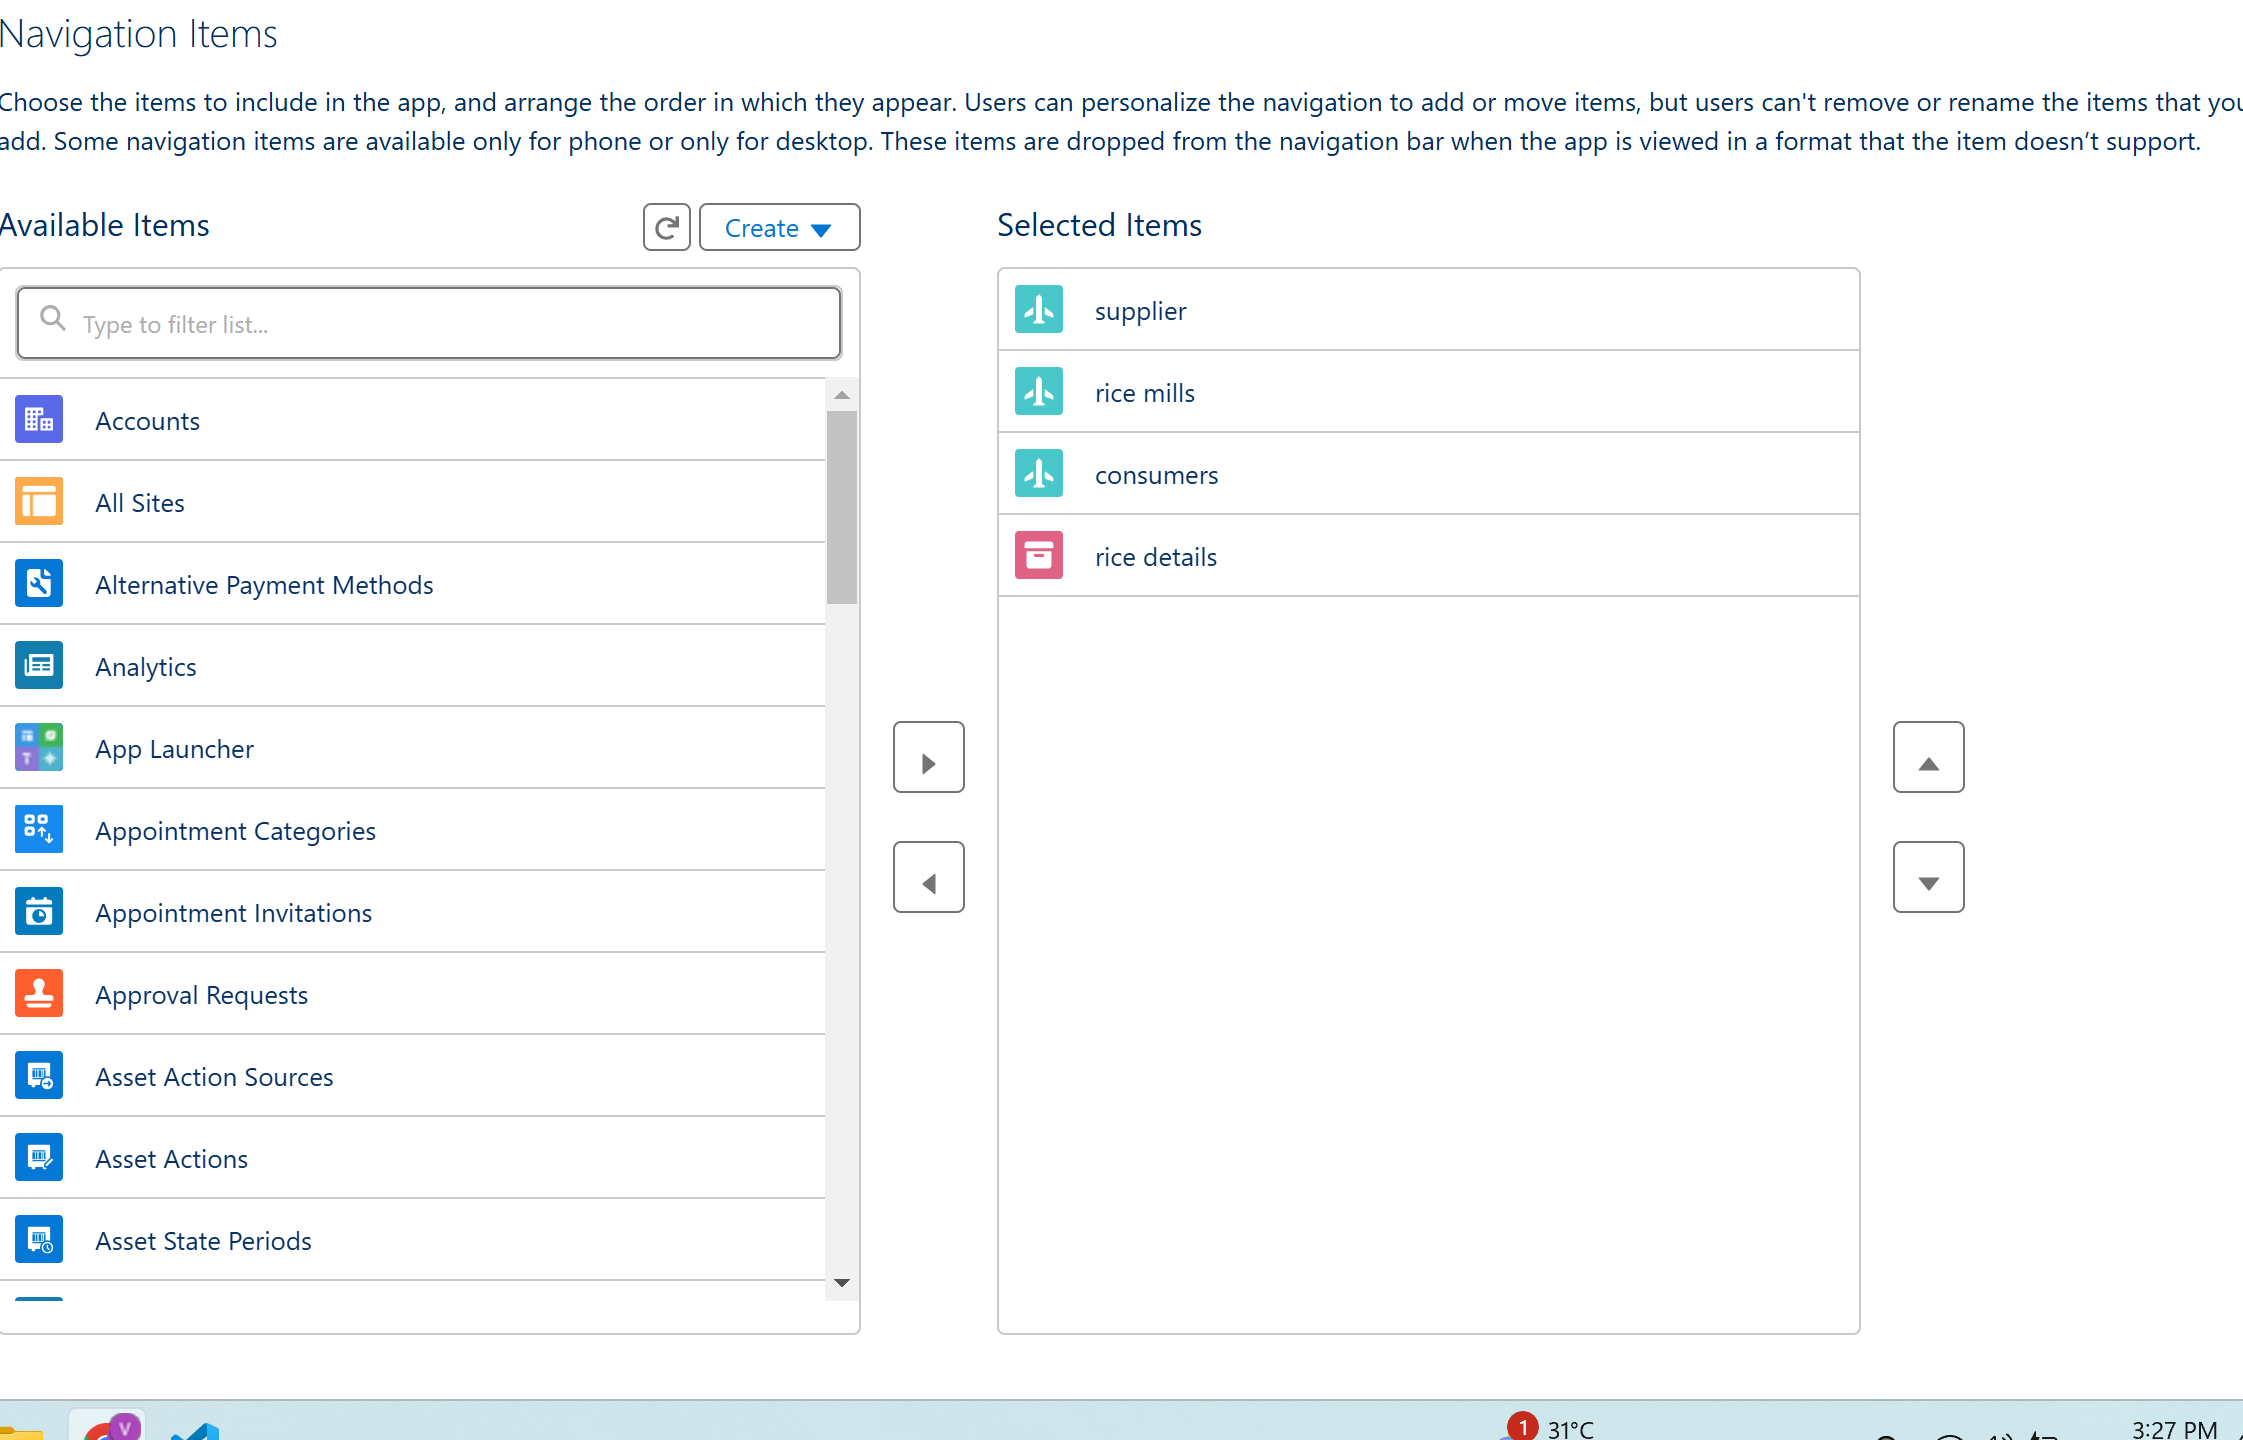 Navigation Items
Choose the items to include in the app, and arrange the order in which they appear. Users can personalize the navigation to add or move items, but users can't remove or rename the items that you
add. Some navigation items are available only for phone or only for desktop. These items are dropped from the navigation bar when the app is viewed in a format that the item doesn’t support.
Available Items
Create
Selected Items
Type to filter list...
Accounts
All Sites
Alternative Payment Methods
Analytics
App Launcher
Appointment Categories
Appointment Invitations
Approval Requests
Asset Action Sources
Asset Actions
Asset State Periods
supplier
rice mills
consumers
rice details
V
1
31°C
3:27 PM